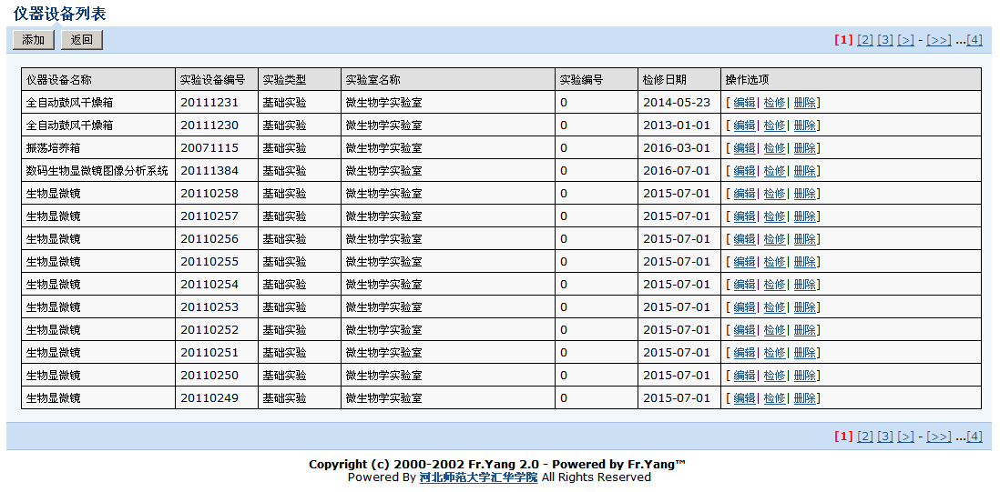 仪器设备列表
添加 返回 [1] [2] [3] [>] - [>>] ...[4]
仪器设备名称 实验设备编号 实验类型 实验室名称 实验编号 检修日期 操作选项
全自动鼓风干燥箱 20111231 基础实验 微生物学实验室 0 2014-05-23 [ 编辑| 检修| 删除]
全自动鼓风干燥箱 20111230 基础实验 微生物学实验室 0 2013-01-01 [ 编辑| 检修| 删除]
振荡培养箱 20071115 基础实验 微生物学实验室 0 2016-03-01 [ 编辑| 检修| 删除]
数码生物显微镜图像分析系统 20111384 基础实验 微生物学实验室 0 2016-07-01 [ 编辑| 检修| 删除]
生物显微镜 20110258 基础实验 微生物学实验室 0 2015-07-01 [ 编辑| 检修| 删除]
生物显微镜 20110257 基础实验 微生物学实验室 0 2015-07-01 [ 编辑| 检修| 删除]
生物显微镜 20110256 基础实验 微生物学实验室 0 2015-07-01 [ 编辑| 检修| 删除]
生物显微镜 20110255 基础实验 微生物学实验室 0 2015-07-01 [ 编辑| 检修| 删除]
生物显微镜 20110254 基础实验 微生物学实验室 0 2015-07-01 [ 编辑| 检修| 删除]
生物显微镜 20110253 基础实验 微生物学实验室 0 2015-07-01 [ 编辑| 检修| 删除]
生物显微镜 20110252 基础实验 微生物学实验室 0 2015-07-01 [ 编辑| 检修| 删除]
生物显微镜 20110251 基础实验 微生物学实验室 0 2015-07-01 [ 编辑| 检修| 删除]
生物显微镜 20110250 基础实验 微生物学实验室 0 2015-07-01 [ 编辑| 检修| 删除]
生物显微镜 20110249 基础实验 微生物学实验室 0 2015-07-01 [ 编辑| 检修| 删除]
[1] [2] [3] [>] - [>>] ...[4]
Copyright (c) 2000-2002 Fr.Yang 2.0 - Powered by Fr.Yang™
Powered By 河北师范大学汇华学院 All Rights Reserved